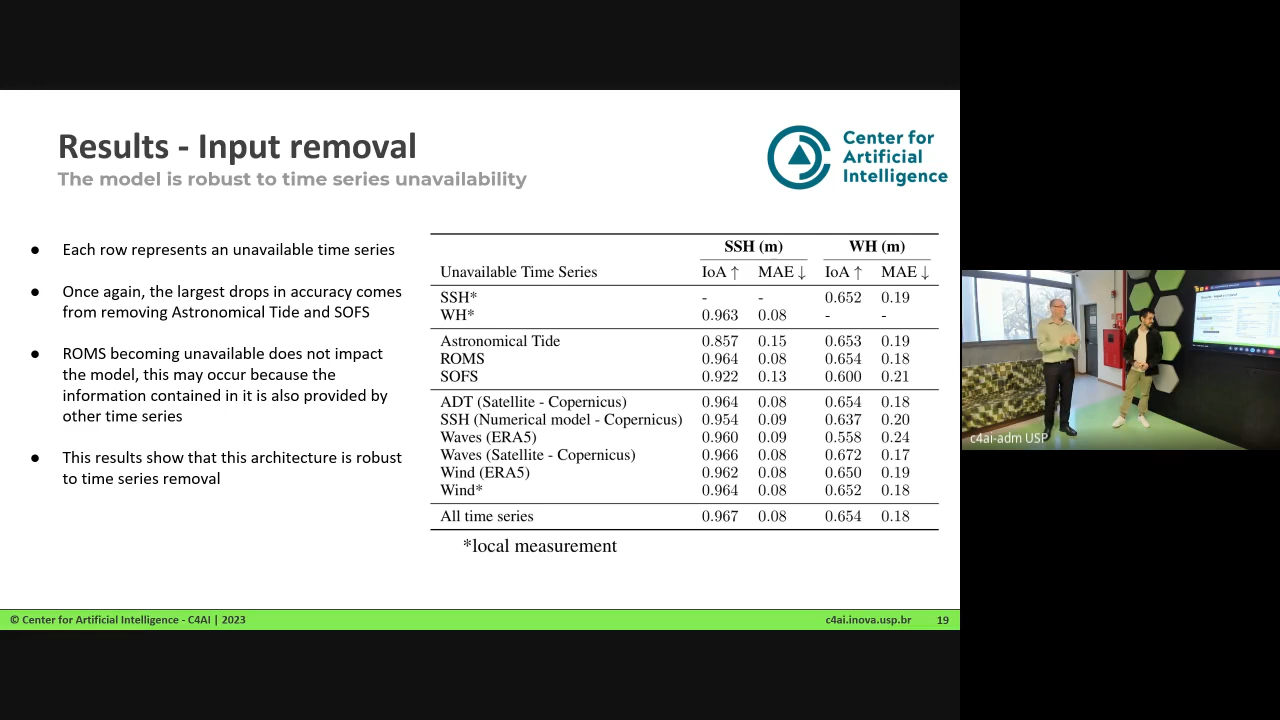 Results - Input removal
The model is robust to time series unavailability
Center for
Artificial
Intelligence
● Each row represents an unavailable time series
● Once again, the largest drops in accuracy comes
from removing Astronomical Tide and SOFS
● ROMS becoming unavailable does not impact
the model, this may occur because the
information contained in it is also provided by
other time series
● This results show that this architecture is robust
to time series removal
SSH (m) WH (m)
Unavailable Time Series IoA ↑ MAE ↓ IoA ↑ MAE ↓
SSH* - - 0.652 0.19
WH* 0.963 0.08 - -
Astronomical Tide 0.857 0.15 0.653 0.19
ROMS 0.964 0.08 0.654 0.18
SOFS 0.922 0.13 0.600 0.21
ADT (Satellite - Copernicus) 0.964 0.08 0.654 0.18
SSH (Numerical model - Copernicus) 0.954 0.09 0.637 0.20
Waves (ERA5) 0.960 0.09 0.558 0.24
Waves (Satellite - Copernicus) 0.966 0.08 0.672 0.17
Wind (ERA5) 0.962 0.08 0.650 0.19
Wind* 0.964 0.08 0.652 0.18
All time series 0.967 0.08 0.654 0.18
*local measurement
© Center for Artificial Intelligence - C4AI | 2023
c4ai.inova.usp.br 19
c4ai-adm USP